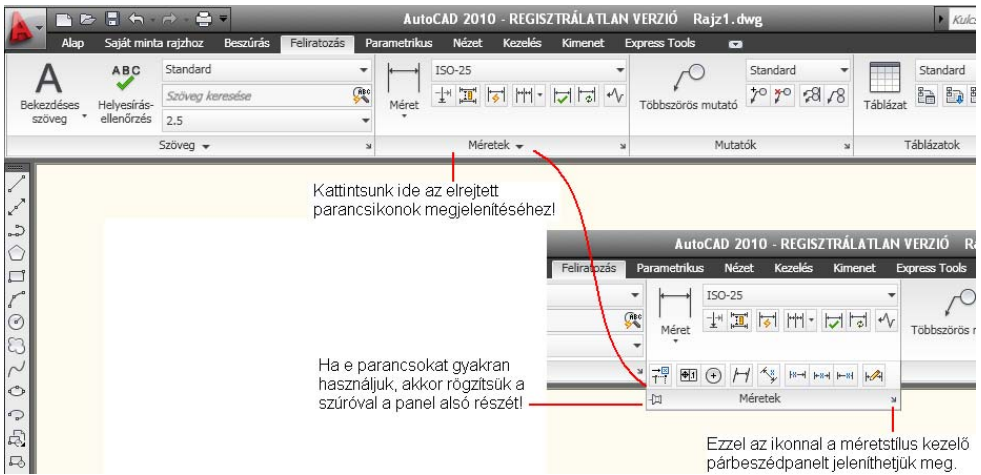 AutoCAD 2010 - REGISZTRÁLATLAN VERZIÓ Rajz1.dwg
Alap Saját minta rajzhoz Beszúrás Feliratozás Parametrikus Nézet Kezelés Kimenet Express Tools
A ABC Standard ISO-25 Standard Standard
Szöveg keresése
Bekezdéses szöveg
Helyesírás-ellenőrzés
2.5
Méret
Többszörös mutató
Táblázat
Szöveg Méretek Mutatók Táblázatok
Kattintsunk ide az elrejtett
parancsikonok megjelenítéséhez!
AutoCAD 2010 - REGISZTRÁLATLAN VERZIÓ
Feliratozás Parametrikus Nézet Kezelés Kimenet Express Tools
ISO-25
Méret
Többszörös
Méretek
Ha e parancsokat gyakran
használjuk, akkor rögzítsük a
szúróval a panel alsó részét!
Ezzel az ikonnal a méretstílus kezelő
párbeszédpanelt jeleníthetjük meg.